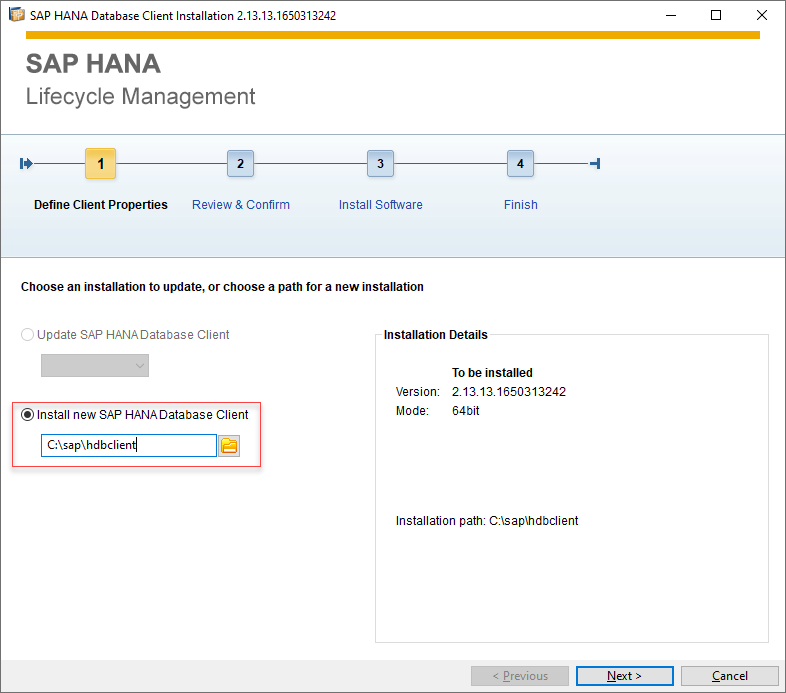 SAP HANA Database Client Installation 2.13.13.1650313242
SAP HANA
Lifecycle Management
1
2
3
4
Define Client Properties
Review & Confirm
Install Software
Finish
Choose an installation to update, or choose a path for a new installation
Update SAP HANA Database Client
Install new SAP HANA Database Client
C:\sap\hdbclient
Installation Details
To be installed
Version: 2.13.13.1650313242
Mode: 64bit
Installation path: C:\sap\hdbclient
< Previous
Next >
Cancel